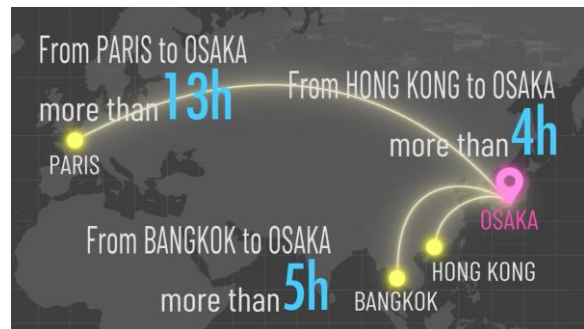 From PARIS to OSAKA
more than 13h
From HONG KONG to OSAKA
more than 4h
PARIS
OSAKA
From BANGKOK to OSAKA
more than 5h
HONG KONG
BANGKOK